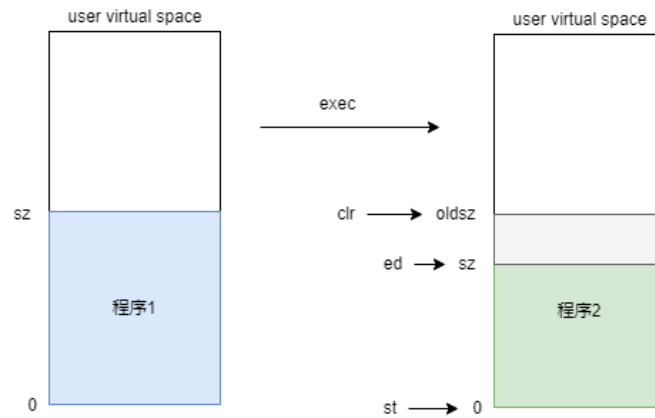 user virtual space
user virtual space
exec
sz
clr
oldsz
ed
sz
程序1
程序2
0
st
0